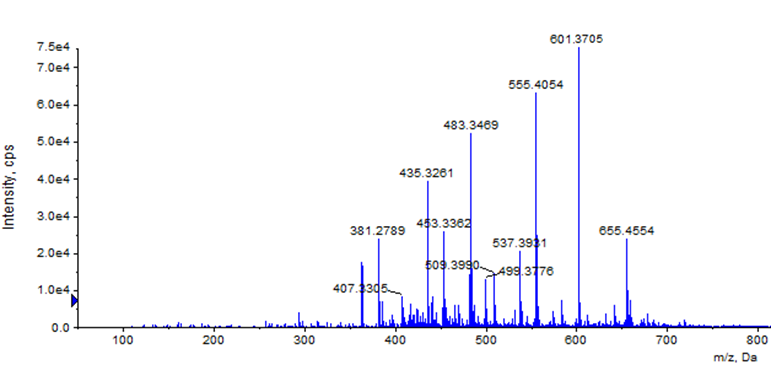 601.3705
7.5e4
7.0e4
555.4054
6.0e4
483.3469
5.0e4
435.3261
4.0e4
453.3362
3.0e4
381.2789
537.3931
655.4554
2.0e4
509.3990
499.3776
407.3305
1.0e4
0.0
100 200 300 400 500 600 700 800
m/z, Da
Intensity, cps